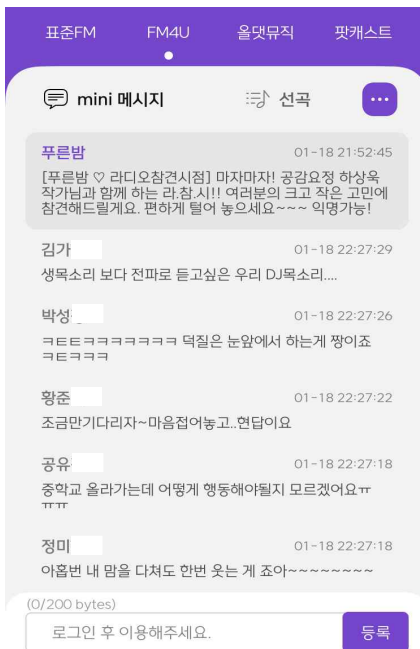 표준FM FM4U 올댓뮤직 팟캐스트
mini 메시지 선곡
푸른밤 01-18 21:52:45
[푸른밤 ♡ 라디오참견시점] 마자마자! 공감요정 하상욱
작가님과 함께 하는 라.참.시!! 여러분의 크고 작은 고민에
참견해드릴게요. 편하게 털어 놓으세요~~~ 익명가능!
김가 01-18 22:27:29
생목소리 보다 전파로 듣고싶은 우리 DJ목소리....
박성 01-18 22:27:26
ㅋㅌㅌㅋㅋㅋㅋㅋㅋㅋ 덕질은 눈앞에서 하는게 짱이죠
ㅋㅌㅋㅋㅋ
황준 01-18 22:27:22
조금만기다리자~마음접어놓고..현답이요
공유 01-18 22:27:18
중학교 올라가는데 어떻게 행동해야될지 모르겠어요ㅠ
ㅠㅠ
정미 01-18 22:27:18
아홉번 내 맘을 다쳐도 한번 웃는 게 죠아~~~~~~~~
(0/200 bytes)
로그인 후 이용해주세요. 등록